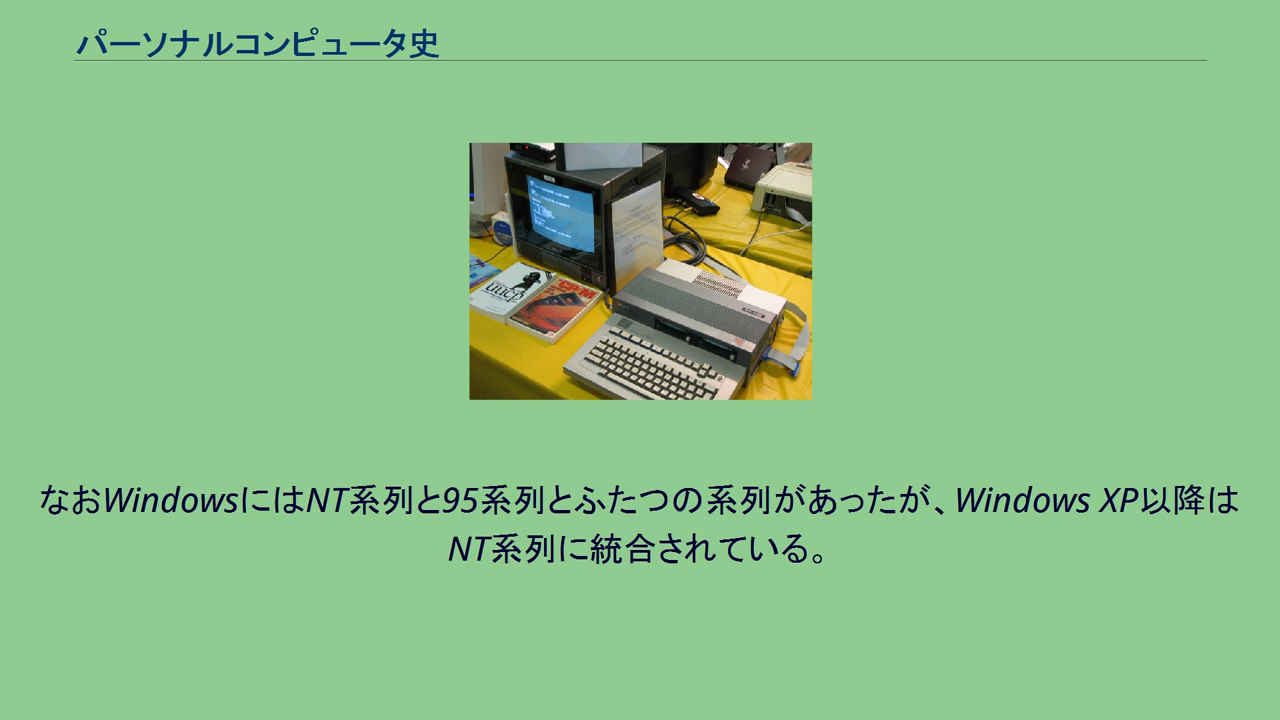 パーソナルコンピュータ史
uucp
CP/M
なおWindowsにはNT系列と95系列とふたつの系列があったが、Windows XP以降は
NT系列に統合されている。